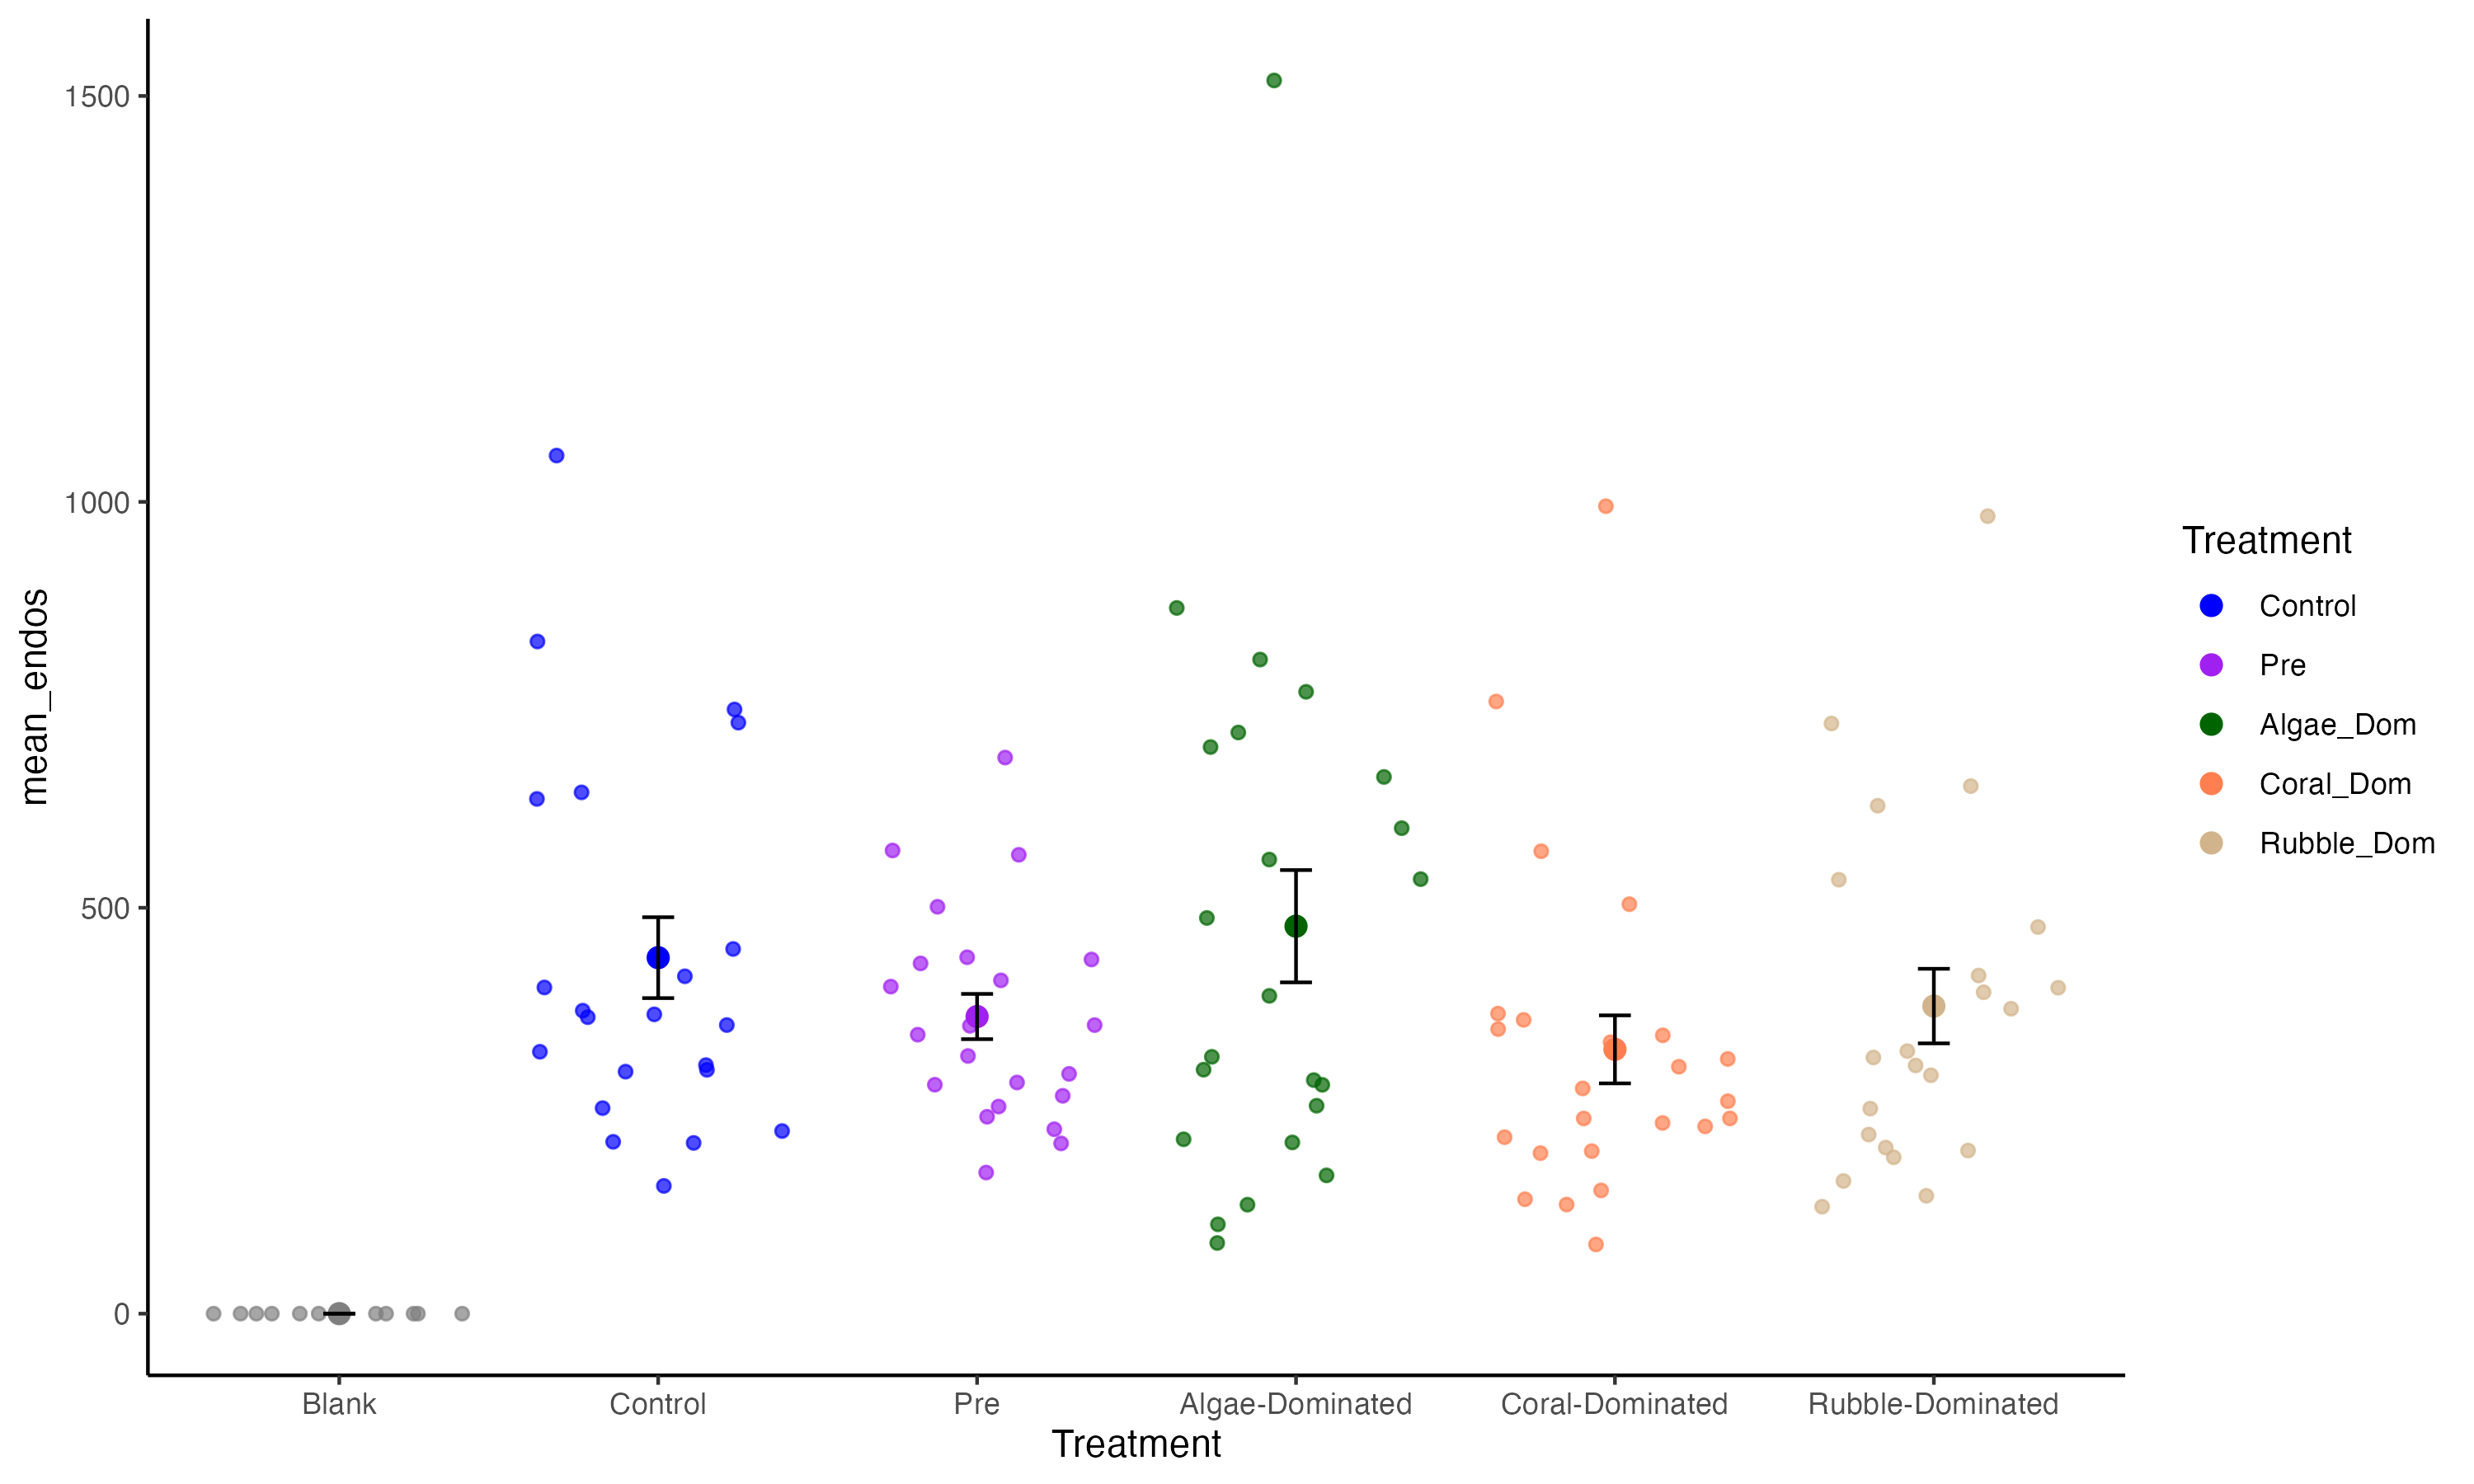 1500
1000
500
0
mean_endos
Blank
Control
Pre
Algae-Dominated
Coral-Dominated
Rubble-Dominated
Treatment
Treatment
Control
Pre
Algae_Dom
Coral_Dom
Rubble_Dom